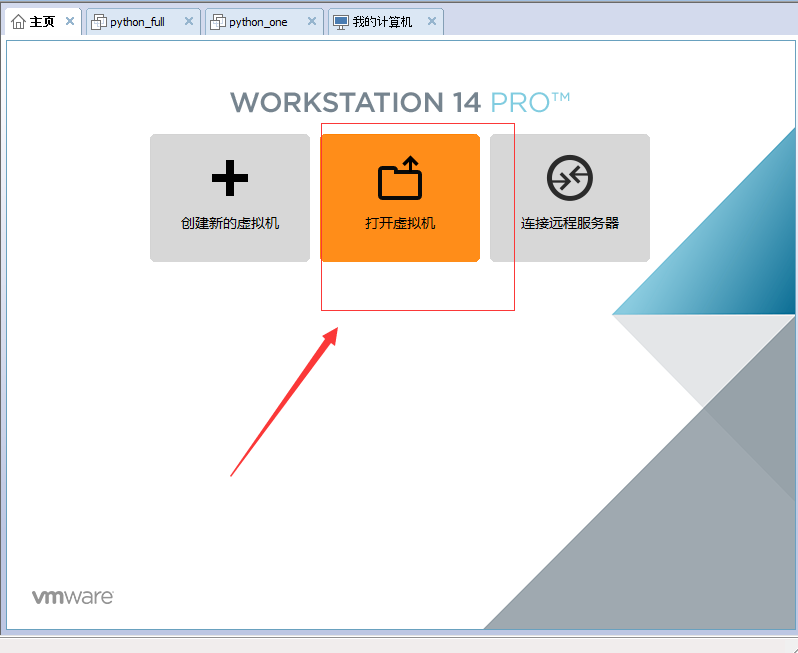 主页
python_full
python_one
我的计算机
WORKSTATION 14 PRO™
创建新的虚拟机
打开虚拟机
连接远程服务器
vmware